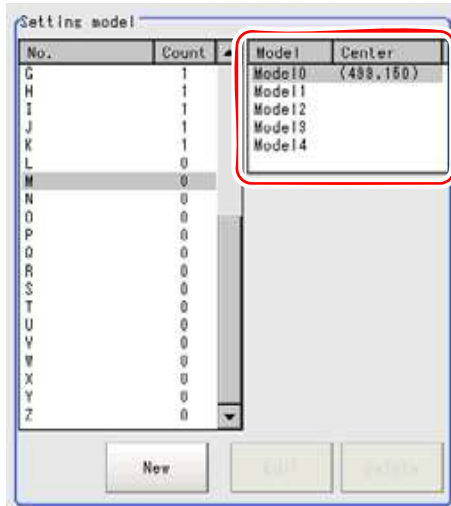 Setting model
No. Count
G 1
H 1
I 1
J 1
K 1
L 0
M 0
N 0
O 0
P 0
Q 0
R 0
S 0
T 0
U 0
V 0
W 0
X 0
Y 0
Z 0
Model Center
Model0 (499,150)
Model1
Model2
Model3
Model4
New
Edit Delete